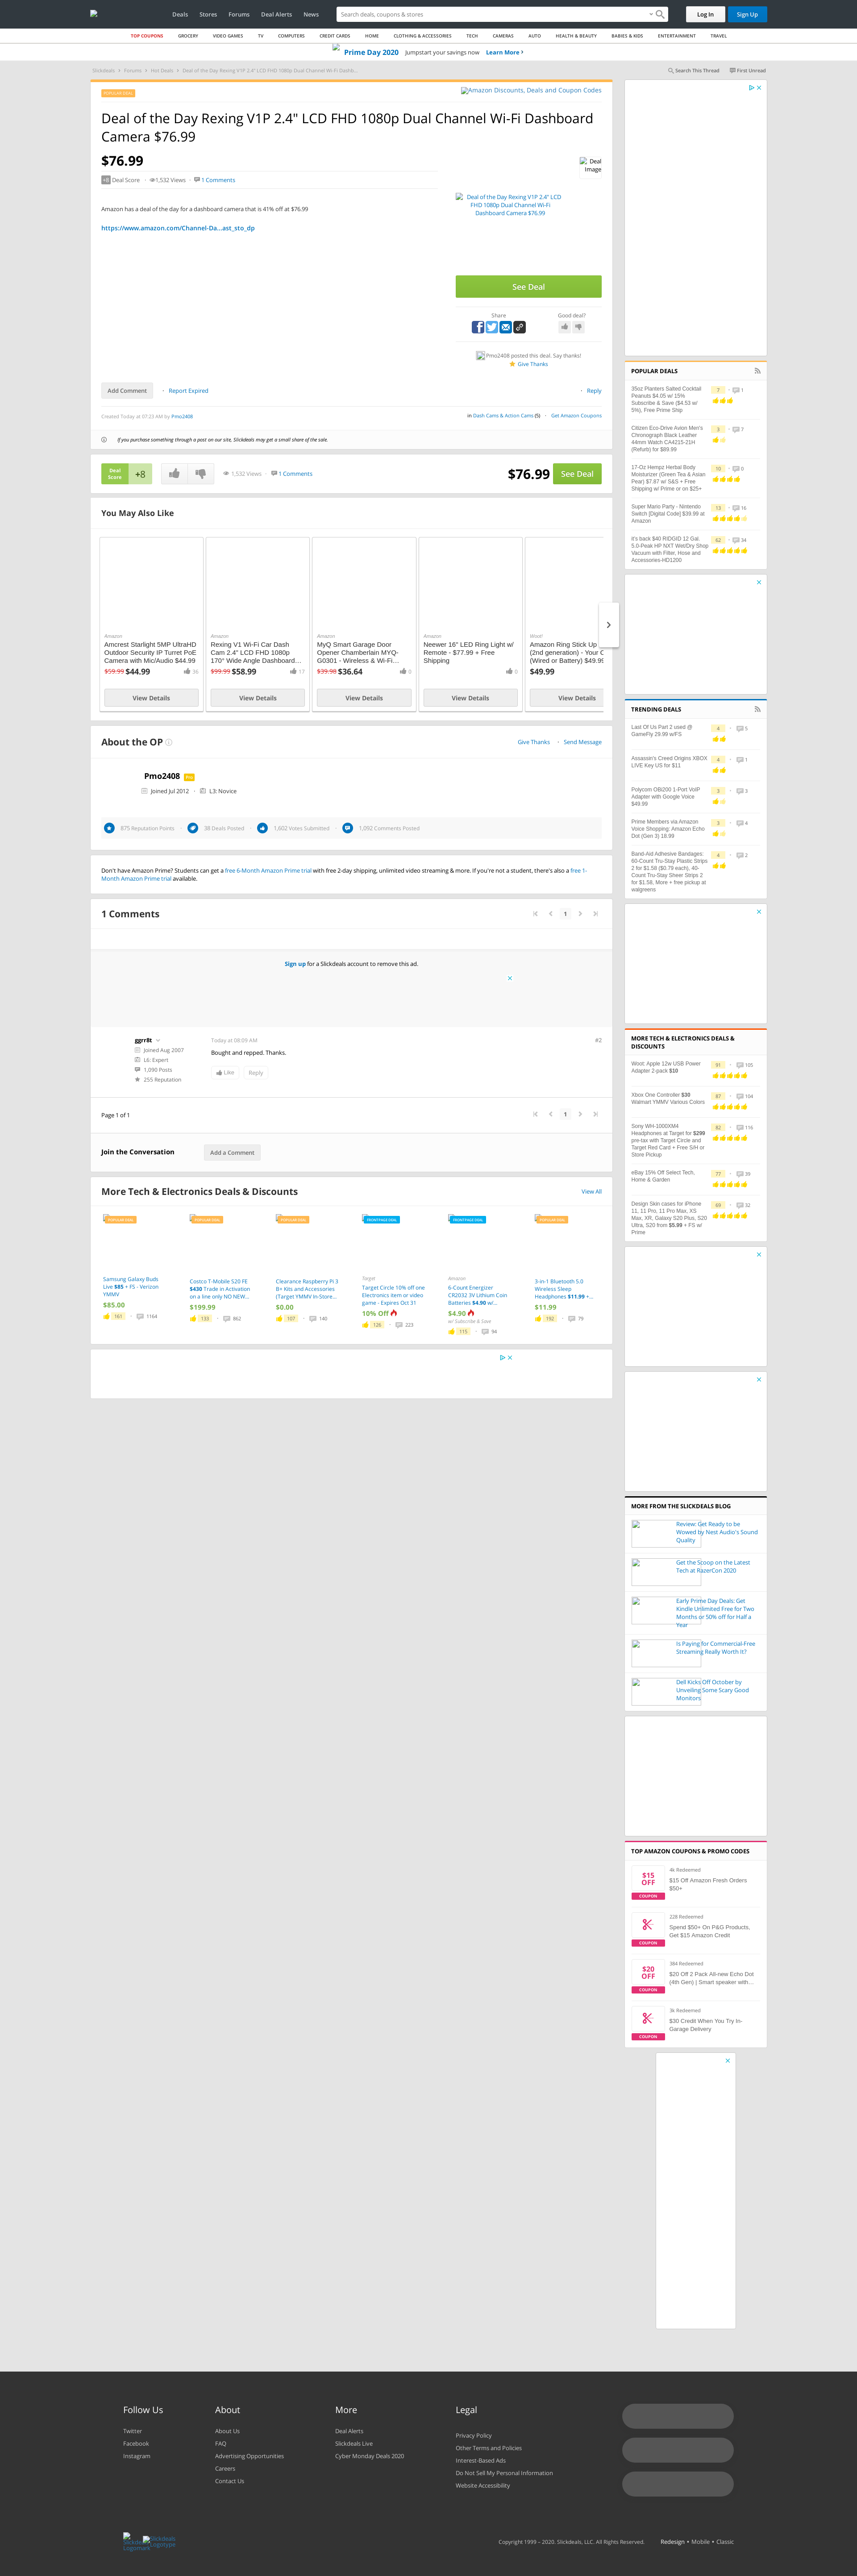 Deals Stores Forums Deal Alerts News
Search deals, coupons & stores
Log In Sign Up
TOP COUPONS GROCERY VIDEO GAMES TV COMPUTERS CREDIT CARDS HOME CLOTHING & ACCESSORIES TECH CAMERAS AUTO HEALTH & BEAUTY BABIES & KIDS ENTERTAINMENT TRAVEL
Prime Day 2020 Jumpstart your savings now Learn More ›
Slickdeals Forums Hot Deals Deal of the Day Rexing V1P 2.4" LCD FHD 1080p Dual Channel Wi-Fi Dashb...
Search This Thread First Unread
POPULAR DEAL
Amazon Discounts, Deals and Coupon Codes
Deal of the Day Rexing V1P 2.4" LCD FHD 1080p Dual Channel Wi-Fi Dashboard
Camera $76.99
$76.99
+8 Deal Score 1,532 Views 1 Comments
Amazon has a deal of the day for a dashboard camera that is 41% off at $76.99
https://www.amazon.com/Channel-Da...ast_sto_dp
Deal
Image
Deal of the Day Rexing V1P 2.4" LCD
FHD 1080p Dual Channel Wi-Fi
Dashboard Camera $76.99
See Deal
Share
Good deal?
Pmo2408 posted this deal. Say thanks!
Give Thanks
Add Comment Report Expired
Reply
Created Today at 07:23 AM by Pmo2408
in Dash Cams & Action Cams (5) Get Amazon Coupons
If you purchase something through a post on our site, Slickdeals may get a small share of the sale.
Deal
Score
+8
1,532 Views 1 Comments
$76.99 See Deal
You May Also Like
Amazon
Amcrest Starlight 5MP UltraHD
Outdoor Security IP Turret PoE
Camera with Mic/Audio $44.99
$59.99 $44.99 36
View Details
Amazon
Rexing V1 Wi-Fi Car Dash
Cam 2.4" LCD FHD 1080p
170° Wide Angle Dashboard...
$99.99 $58.99 17
View Details
Amazon
MyQ Smart Garage Door
Opener Chamberlain MYQ-
G0301 - Wireless & Wi-Fi...
$39.98 $36.64 0
View Details
Amazon
Neewer 16" LED Ring Light w/
Remote - $77.99 + Free
Shipping
0
View Details
Woot!
Amazon Ring Stick Up
(2nd generation) - Your C
(Wired or Battery) $49.99
$49.99
View Details
About the OP
Give Thanks Send Message
Pmo2408 Pro
Joined Jul 2012 L3: Novice
875 Reputation Points 38 Deals Posted 1,602 Votes Submitted 1,092 Comments Posted
Don't have Amazon Prime? Students can get a free 6-Month Amazon Prime trial with free 2-day shipping, unlimited video streaming & more. If you're not a student, there's also a free 1-
Month Amazon Prime trial available.
1 Comments
1
Sign up for a Slickdeals account to remove this ad.
ggrr8t
Joined Aug 2007
L6: Expert
1,090 Posts
255 Reputation
Today at 08:09 AM
#2
Bought and repped. Thanks.
Like Reply
Page 1 of 1
1
Join the Conversation
Add a Comment
More Tech & Electronics Deals & Discounts
View All
POPULAR DEAL
Samsung Galaxy Buds
Live $85 + FS - Verizon
YMMV
$85.00
161 1164
POPULAR DEAL
Costco T-Mobile S20 FE
$430 Trade in Activation
on a line only NO NEW...
$199.99
133 862
POPULAR DEAL
Clearance Raspberry Pi 3
B+ Kits and Accessories
(Target YMMV In-Store...
$0.00
107 140
FRONTPAGE DEAL
Target
Target Circle 10% off one
Electronics item or video
game - Expires Oct 31
10% Off
126 223
FRONTPAGE DEAL
Amazon
6-Count Energizer
CR2032 3V Lithium Coin
Batteries $4.90 w/...
$4.90
w/ Subscribe & Save
115 94
POPULAR DEAL
3-in-1 Bluetooth 5.0
Wireless Sleep
Headphones $11.99 +...
$11.99
192 79
POPULAR DEALS
35oz Planters Salted Cocktail
Peanuts $4.05 w/ 15%
Subscribe & Save ($4.53 w/
5%), Free Prime Ship
7 1
Citizen Eco-Drive Avion Men's
Chronograph Black Leather
44mm Watch CA4215-21H
(Refurb) for $89.99
3 7
17-Oz Hempz Herbal Body
Moisturizer (Green Tea & Asian
Pear) $7.87 w/ S&S + Free
Shipping w/ Prime or on $25+
10 0
Super Mario Party - Nintendo
Switch [Digital Code] $39.99 at
Amazon
13 16
It's back $40 RIDGID 12 Gal.
5.0-Peak HP NXT Wet/Dry Shop
Vacuum with Filter, Hose and
Accessories-HD1200
62 34
TRENDING DEALS
Last Of Us Part 2 used @
GameFly 29.99 w/FS
4 5
Assassin's Creed Origins XBOX
LIVE Key US for $11
4 1
Polycom OBi200 1-Port VoIP
Adapter with Google Voice
$49.99
3 3
Prime Members via Amazon
Voice Shopping: Amazon Echo
Dot (Gen 3) 18.99
3 4
Band-Aid Adhesive Bandages:
60-Count Tru-Stay Plastic Strips
2 for $1.58 ($0.79 each), 40-
Count Tru-Stay Sheer Strips 2
for $1.58, More + free pickup at
walgreens
4 2
MORE TECH & ELECTRONICS DEALS &
DISCOUNTS
Woot: Apple 12w USB Power
Adapter 2-pack $10
91 105
Xbox One Controller $30
Walmart YMMV Various Colors
87 104
Sony WH-1000XM4
Headphones at Target for $299
pre-tax with Target Circle and
Target Red Card + Free S/H or
Store Pickup
82 116
eBay 15% Off Select Tech,
Home & Garden
77 39
Design Skin cases for iPhone
11, 11 Pro, 11 Pro Max, XS
Max, XR, Galaxy S20 Plus, S20
Ultra, S20 from $5.99 + FS w/
Prime
69 32
MORE FROM THE SLICKDEALS BLOG
Review: Get Ready to be
Wowed by Nest Audio's Sound
Quality
Get the Scoop on the Latest
Tech at RazerCon 2020
Early Prime Day Deals: Get
Kindle Unlimited Free for Two
Months or 50% off for Half a
Year
Is Paying for Commercial-Free
Streaming Really Worth It?
Dell Kicks Off October by
Unveiling Some Scary Good
Monitors
TOP AMAZON COUPONS & PROMO CODES
$15
OFF
COUPON
4k Redeemed
$15 Off Amazon Fresh Orders
$50+
COUPON
228 Redeemed
Spend $50+ On P&G Products,
Get $15 Amazon Credit
$20
OFF
COUPON
384 Redeemed
$20 Off 2 Pack All-new Echo Dot
(4th Gen) | Smart speaker with...
COUPON
3k Redeemed
$30 Credit When You Try In-
Garage Delivery
Follow Us
Twitter
Facebook
Instagram
About
About Us
FAQ
Advertising Opportunities
Careers
Contact Us
More
Deal Alerts
Slickdeals Live
Cyber Monday Deals 2020
Legal
Privacy Policy
Other Terms and Policies
Interest-Based Ads
Do Not Sell My Personal Information
Website Accessibility
Slickdeals
Logomark
Slickdeals
Logotype
Copyright 1999 – 2020. Slickdeals, LLC. All Rights Reserved. Redesign • Mobile • Classic